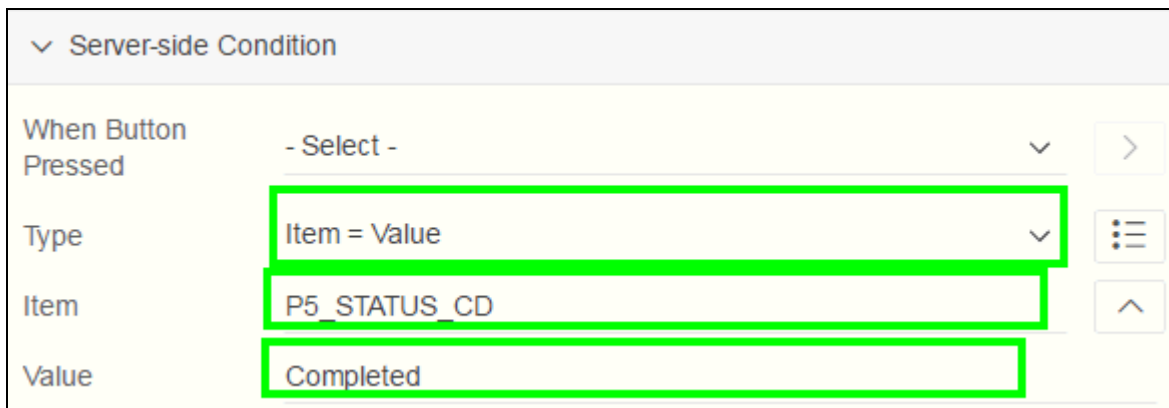 Server-side Condition
When Button
Pressed
- Select -
Type
Item = Value
Item
P5_STATUS_CD
Value
Completed